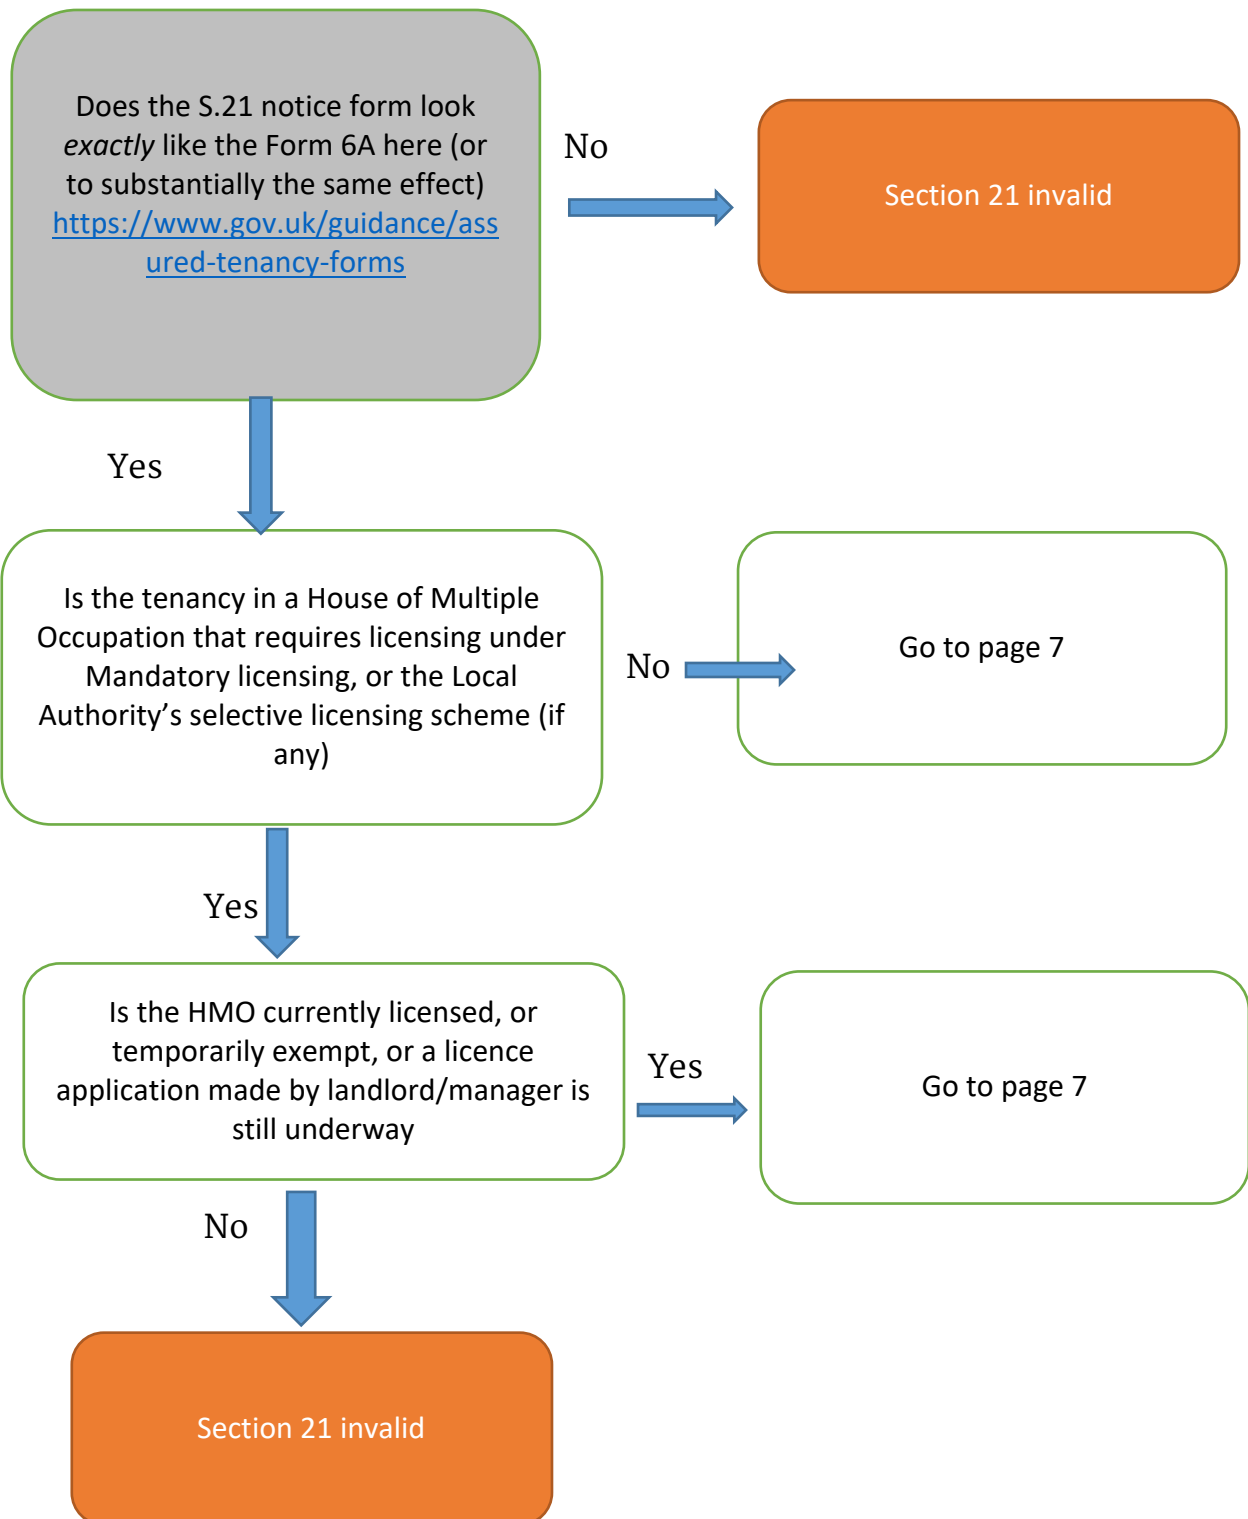 Does the S.21 notice form look
exactly like the Form 6A here (or
to substantially the same effect)
https://www.gov.uk/guidance/ass
ured-tenancy-forms
No
Section 21 invalid
Yes
Is the tenancy in a House of Multiple
Occupation that requires licensing under
Mandatory licensing, or the Local
Authority’s selective licensing scheme (if
any)
No
Go to page 7
Yes
Is the HMO currently licensed, or
temporarily exempt, or a licence
application made by landlord/manager is
still underway
Yes
Go to page 7
No
Section 21 invalid